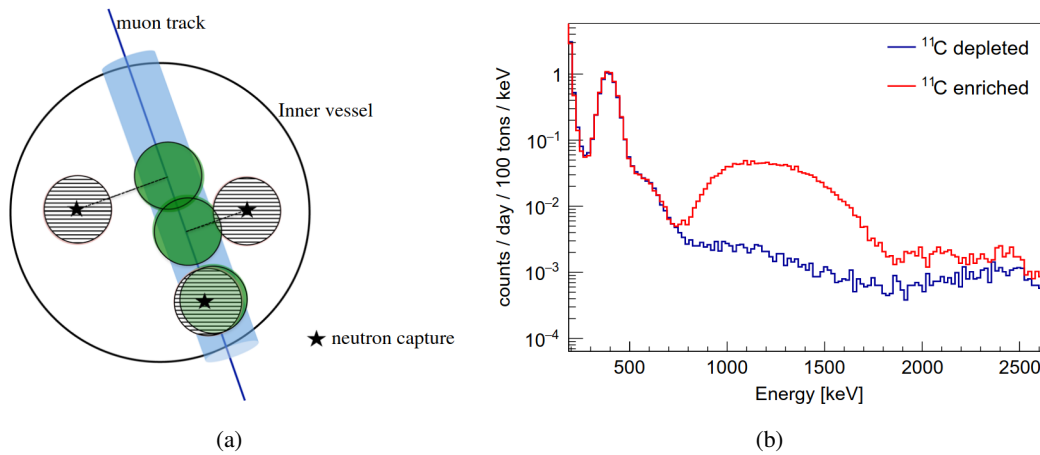 muon track
Inner vessel
★ neutron capture
(a)
¹¹C depleted
¹¹C enriched
counts / day / 100 tons / keV
1
10⁻¹
10⁻²
10⁻³
10⁻⁴
500 1000 1500 2000 2500
Energy [keV]
(b)